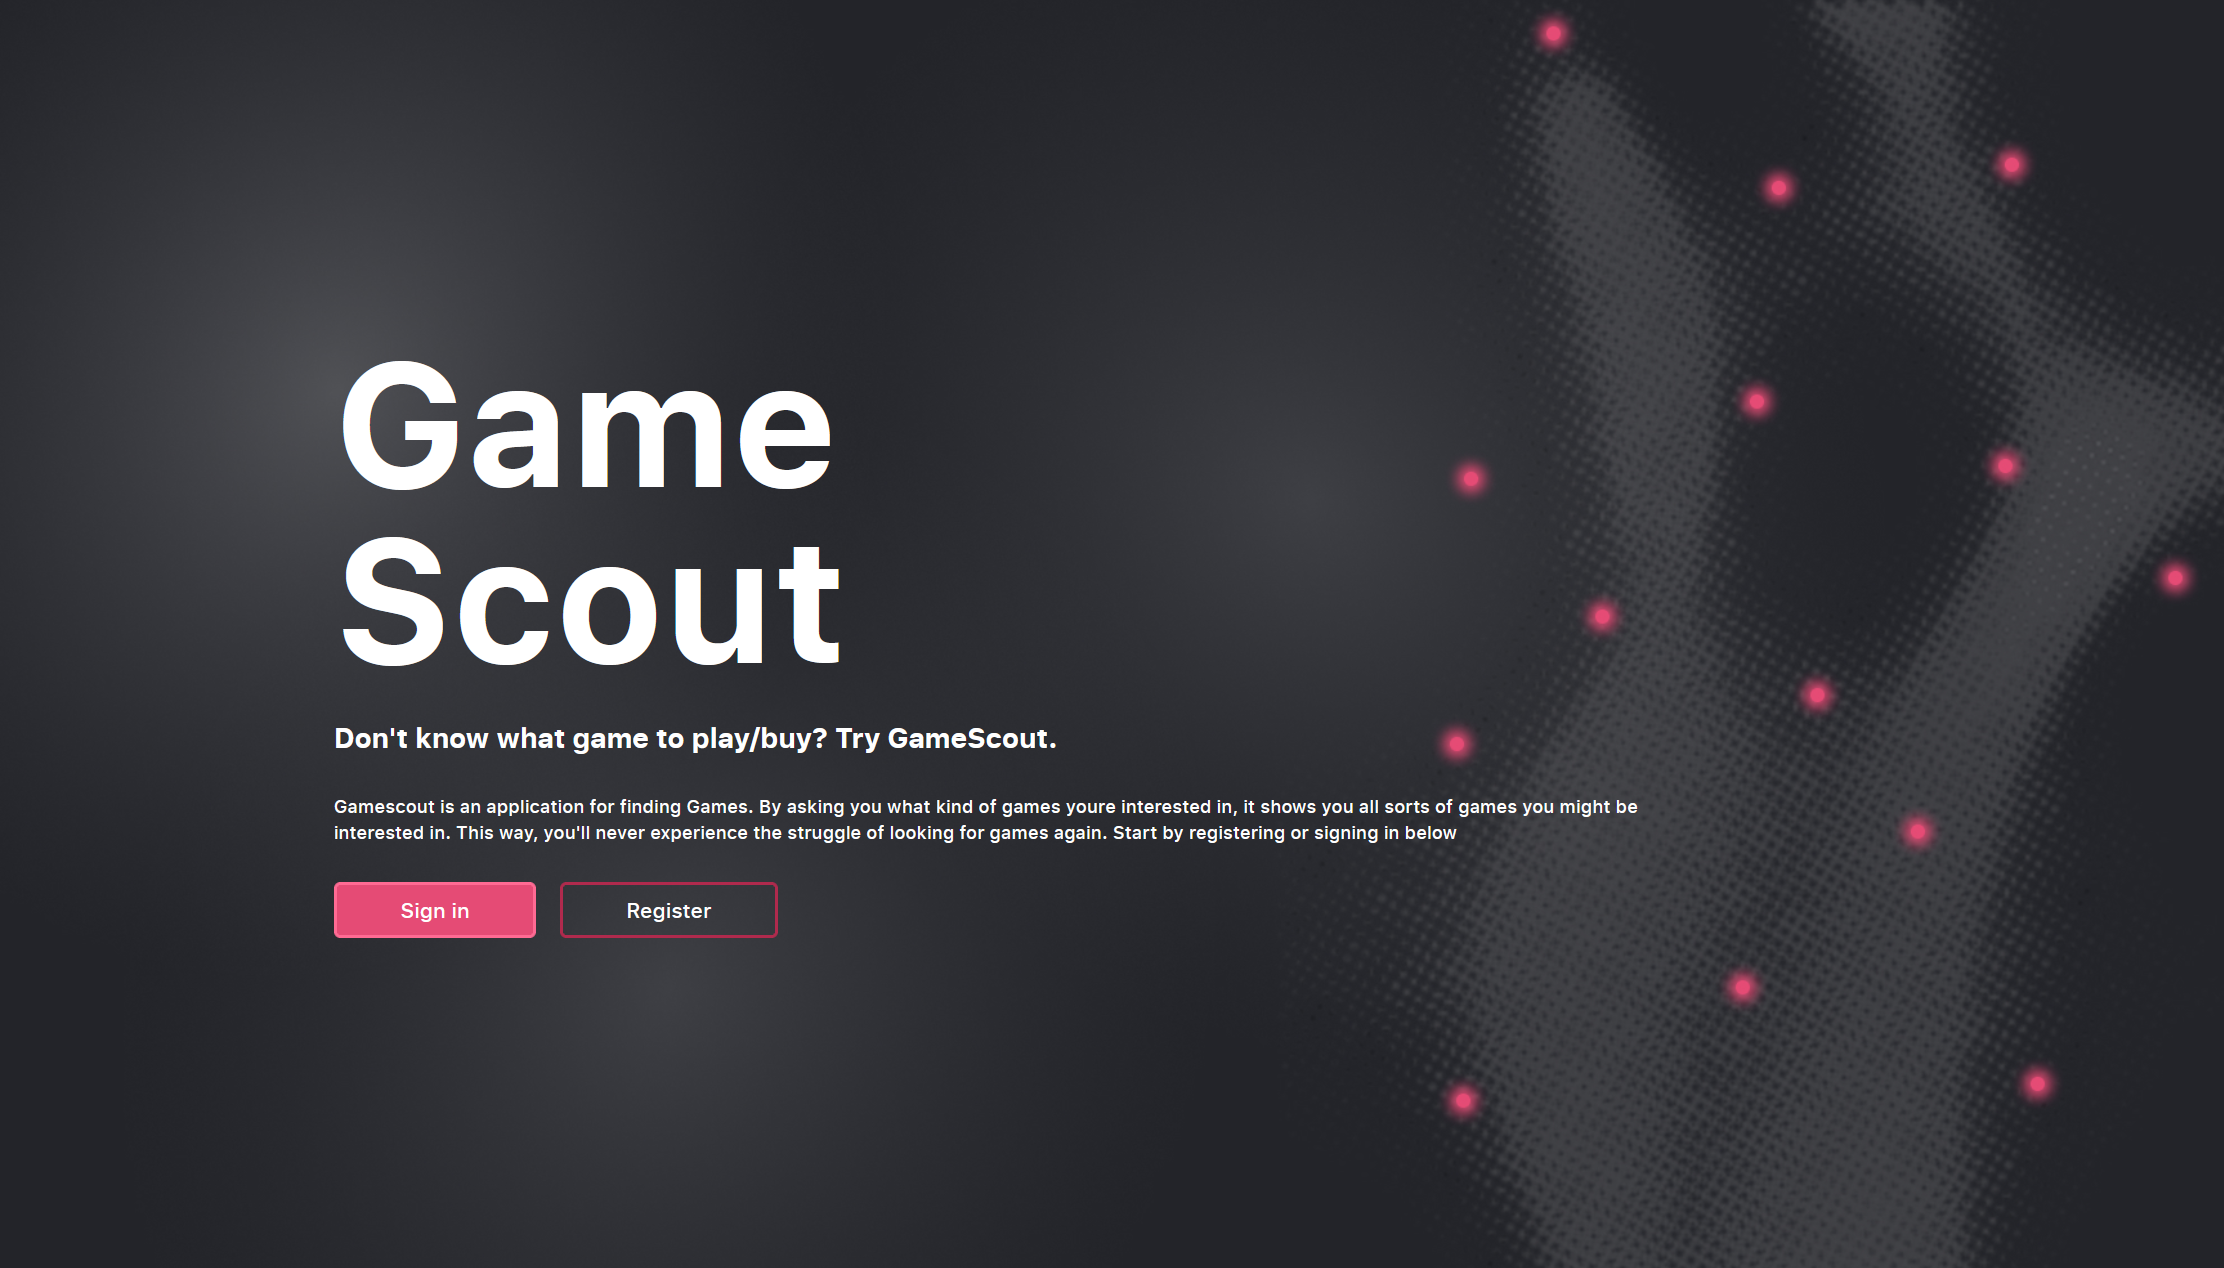 Game
Scout
Don't know what game to play/buy? Try GameScout.
Gamescout is an application for finding Games. By asking you what kind of games youre interested in, it shows you all sorts of games you might be
interested in. This way, you'll never experience the struggle of looking for games again. Start by registering or signing in below
Sign in
Register